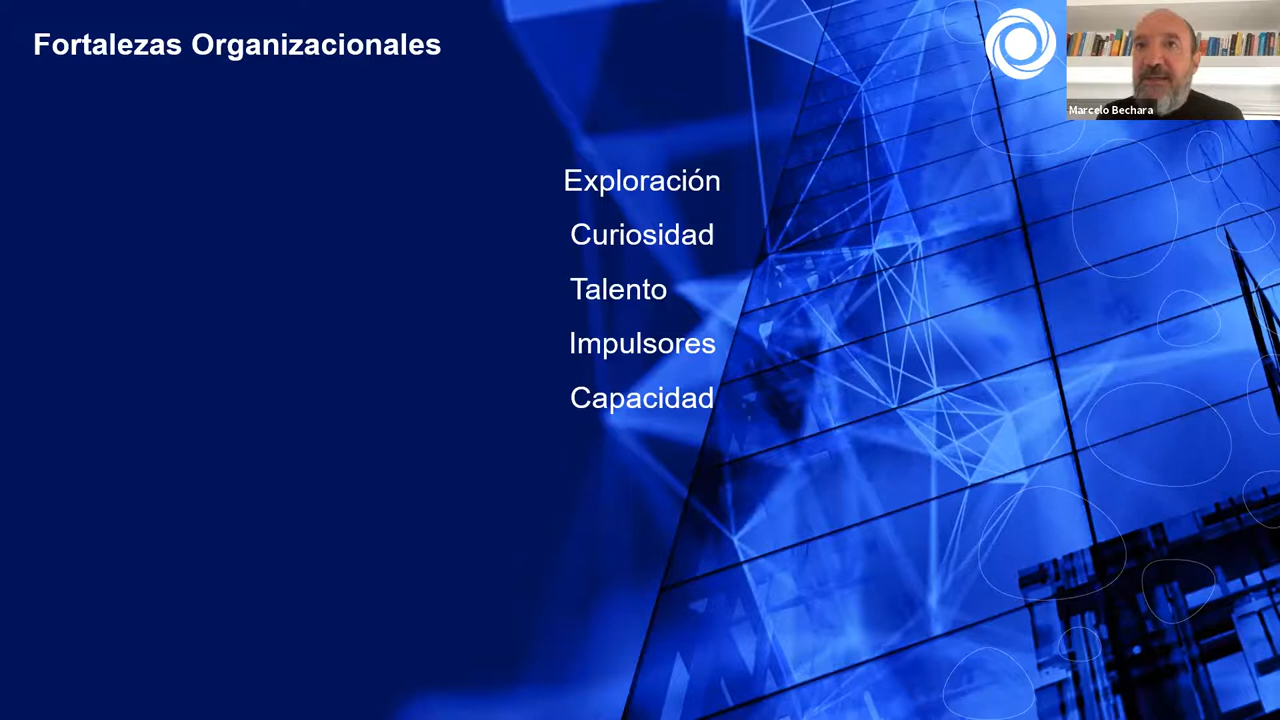 Fortalezas Organizacionales
Marcelo Bechara
Exploración
Curiosidad
Talento
Impulsores
Capacidad